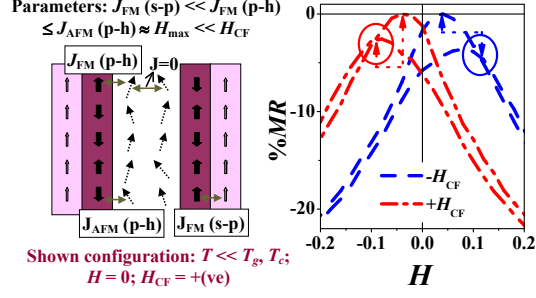 Parameters: J_FM (s-p) << J_FM (p-h)
≤ J_AFM (p-h) ≈ H_max << H_CF
J_FM (p-h)
J=0
J_AFM (p-h)
J_FM (s-p)
Shown configuration: T << T_g, T_c;
H = 0; H_CF = +(ve)
%MR
0
-10
-20
-H_CF
+H_CF
-0.2
-0.1
0.0
0.1
0.2
H